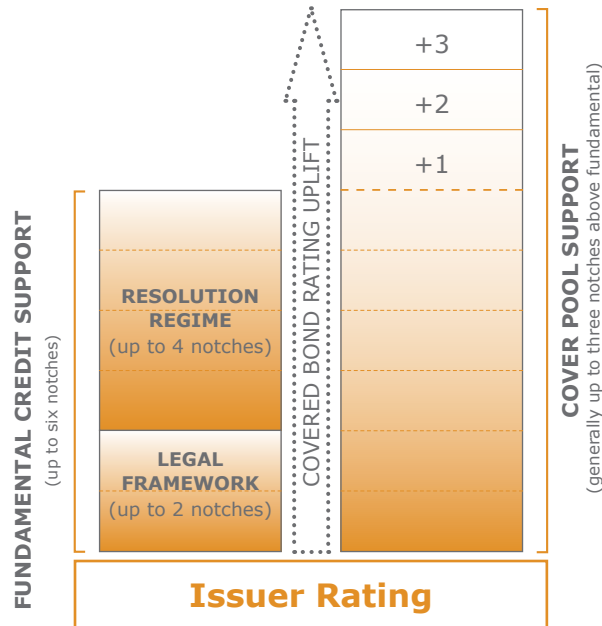 FUNDAMENTAL CREDIT SUPPORT
(up to six notches)
RESOLUTION
REGIME
(up to 4 notches)
LEGAL
FRAMEWORK
(up to 2 notches)
COVERED BOND RATING UPLIFT
+3
+2
+1
COVER POOL SUPPORT
(generally up to three notches above fundamental)
Issuer Rating